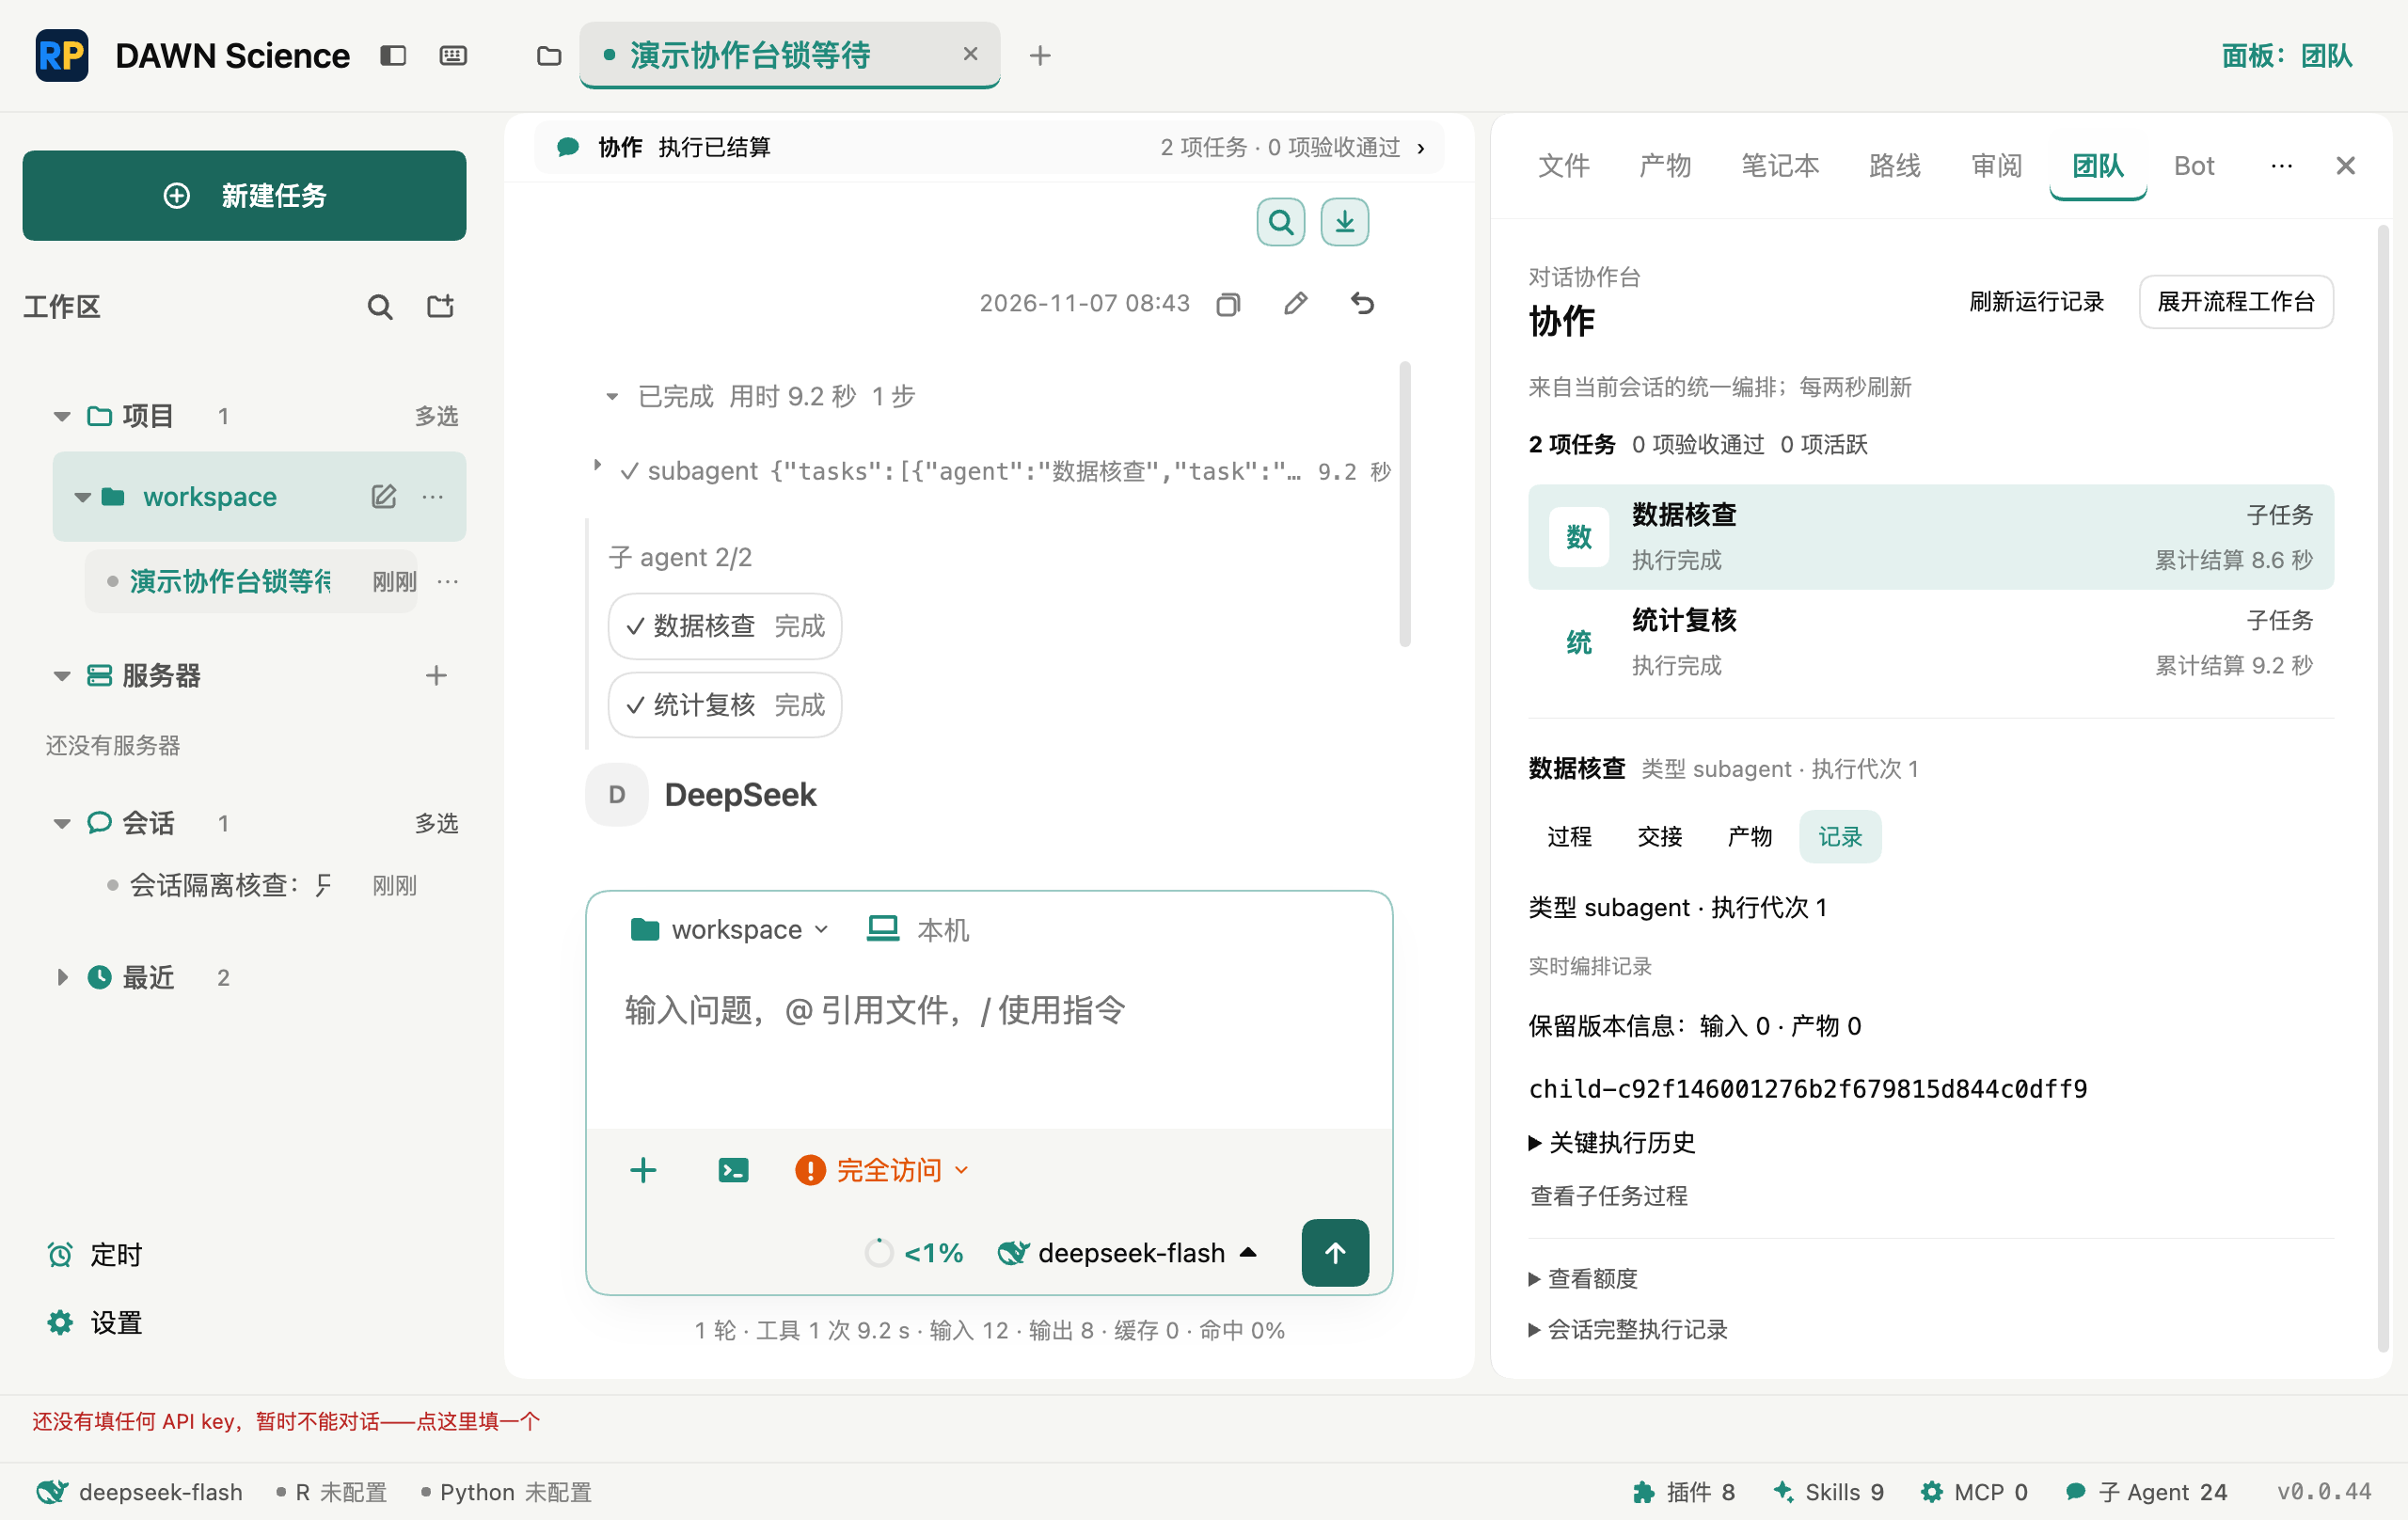 RP DAWN Science
演示协作台锁等待
面板：团队
新建任务
工作区
项目 1 多选
workspace
演示协作台锁等待 刚刚
服务器
还没有服务器
会话 1 多选
会话隔离核查： 刚刚
最近 2
定时
设置
协作 执行已结算 2 项任务 · 0 项验收通过 ›
2026-11-07 08:43
已完成 用时 9.2 秒 1 步
subagent {"tasks":[{"agent":"数据核查","task":"… 9.2 秒
子 agent 2/2
数据核查 完成
统计复核 完成
D DeepSeek
workspace 本机
输入问题，@ 引用文件，/ 使用指令
完全访问
<1% deepseek-flash
1 轮 · 工具 1 次 9.2 s · 输入 12 · 输出 8 · 缓存 0 · 命中 0%
文件 产物 笔记本 路线 审阅 团队 Bot ···
对话协作台
协作
刷新运行记录 展开流程工作台
来自当前会话的统一编排；每两秒刷新
2 项任务 0 项验收通过 0 项活跃
数 数据核查 子任务
执行完成 累计结算 8.6 秒
统 统计复核 子任务
执行完成 累计结算 9.2 秒
数据核查 类型 subagent · 执行代次 1
过程 交接 产物 记录
类型 subagent · 执行代次 1
实时编排记录
保留版本信息：输入 0 · 产物 0
child-c92f146001276b2f679815d844c0dff9
关键执行历史
查看子任务过程
查看额度
会话完整执行记录
还没有填任何 API key，暂时不能对话——点这里填一个
deepseek-flash R 未配置 Python 未配置
插件 8 Skills 9 MCP 0 子 Agent 24 v0.0.44